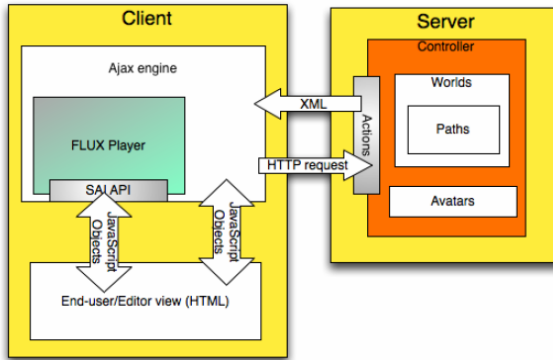 Client
Ajax engine
FLUX Player
SAI API
JavaScript
Objects
JavaScript
Objects
End-user/Editor view (HTML)
XML
HTTP request
Server
Controller
Actions
Worlds
Paths
Avatars